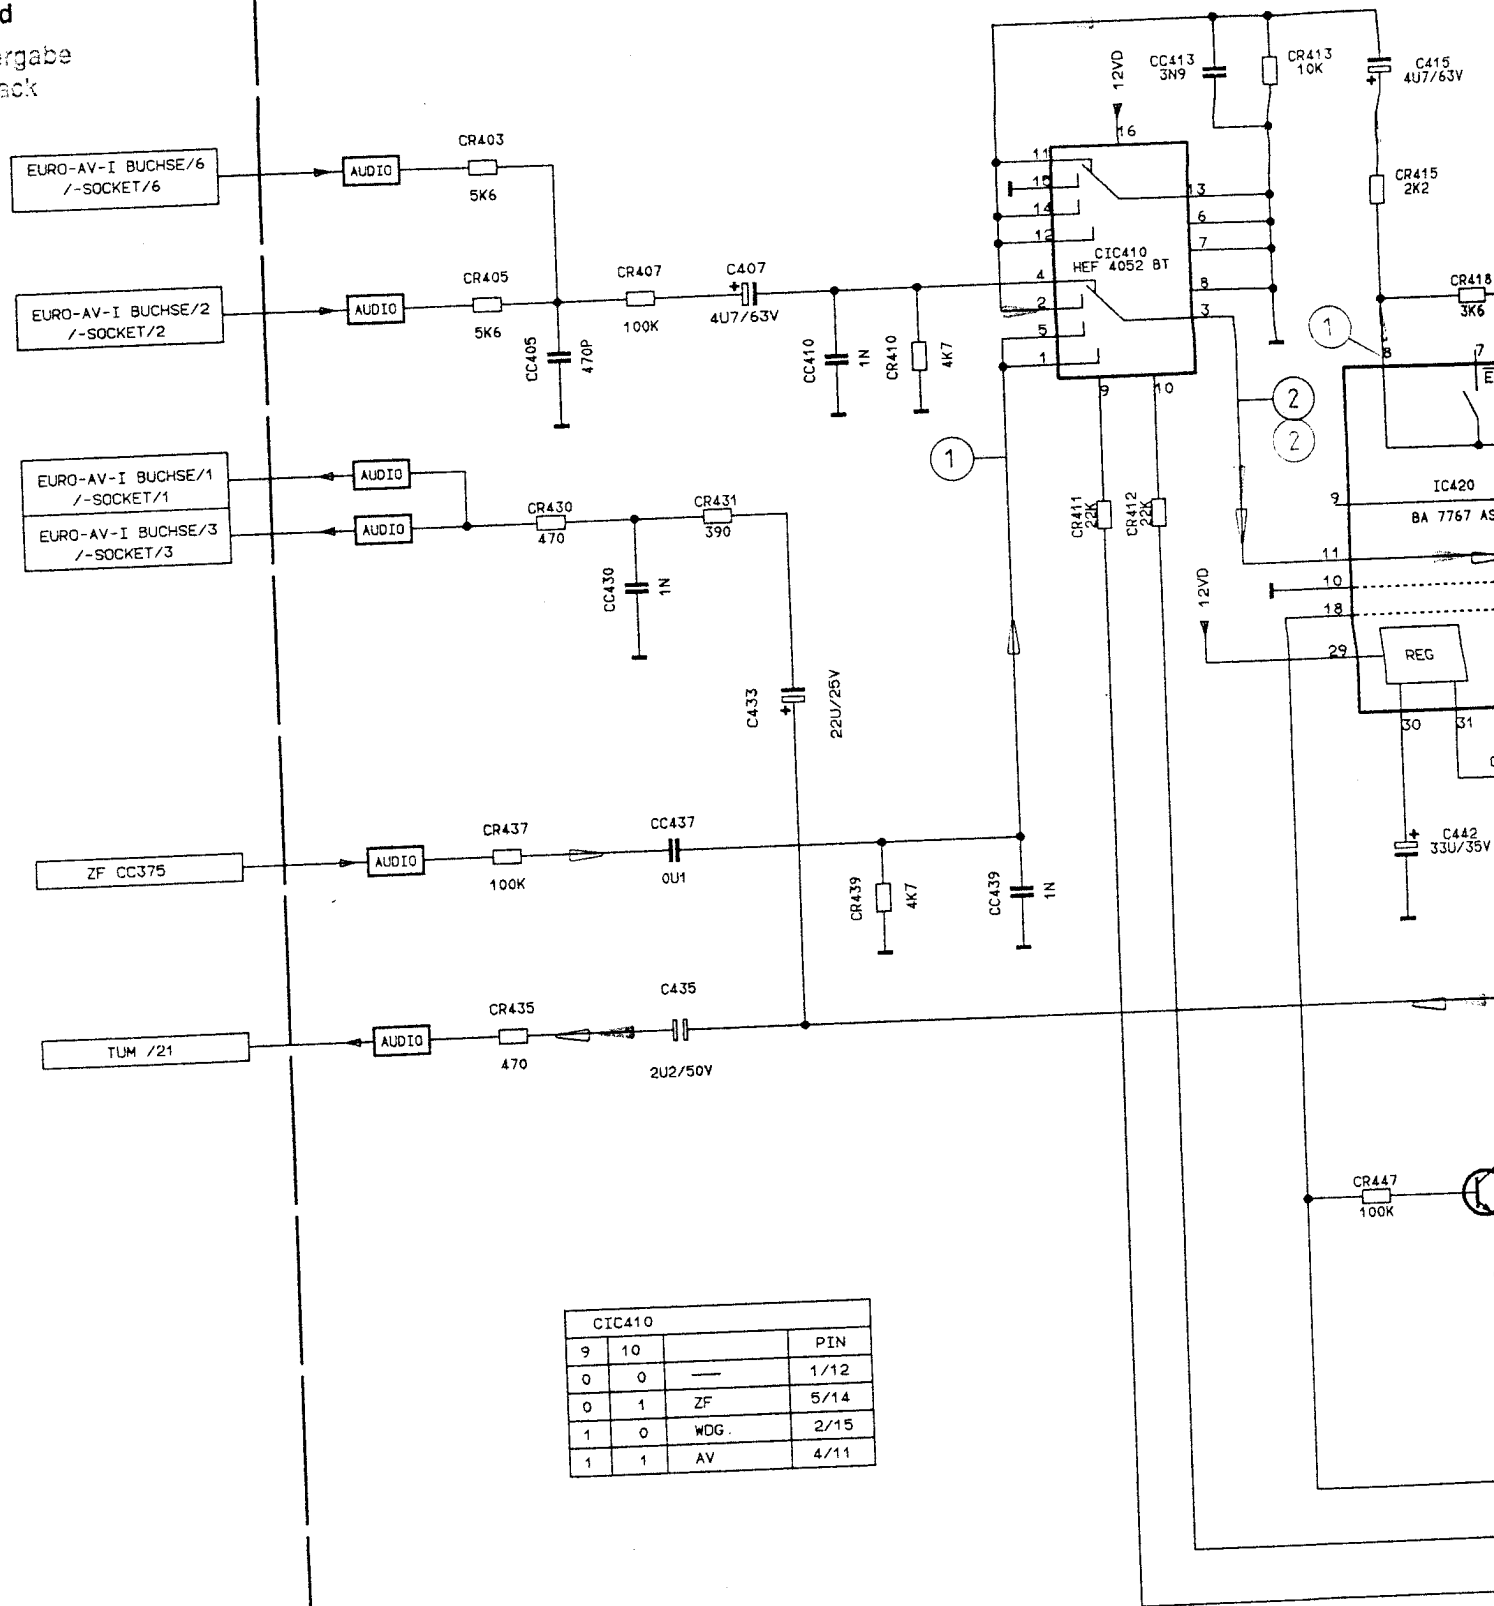 d
ergabe
ack
EURO-AV-I BUCHSE/6
/-SOCKET/6
AUDIO
CR403
5K6
EURO-AV-I BUCHSE/2
/-SOCKET/2
AUDIO
CR405
5K6
CC405
470P
CR407
100K
C407
+
4U7/63V
CC410
1N
CR410
4K7
12VD
16
11
15
14
12
4
2
5
1
13
6
7
8
3
9
10
CIC410
HEF 4052 BT
CC413
3N9
CR413
10K
C415
4U7/63V
+
CR415
2K2
CR418
3K6
1
8
7
E
2
2
1
EURO-AV-I BUCHSE/1
/-SOCKET/1
AUDIO
EURO-AV-I BUCHSE/3
/-SOCKET/3
AUDIO
CR430
470
CR431
390
CC430
1N
C433
+
22U/25V
CR411
22K
CR412
22K
9
IC420
BA 7767 AS
11
10
18
12VD
29
REG
30
31
+
C442
33U/35V
ZF CC375
AUDIO
CR437
100K
CC437
0U1
CR439
4K7
CC439
1N
TUM /21
AUDIO
CR435
470
C435
2U2/50V
CR447
100K
CIC410
9 10 PIN
0 0 — 1/12
0 1 ZF 5/14
1 0 WDG. 2/15
1 1 AV 4/11